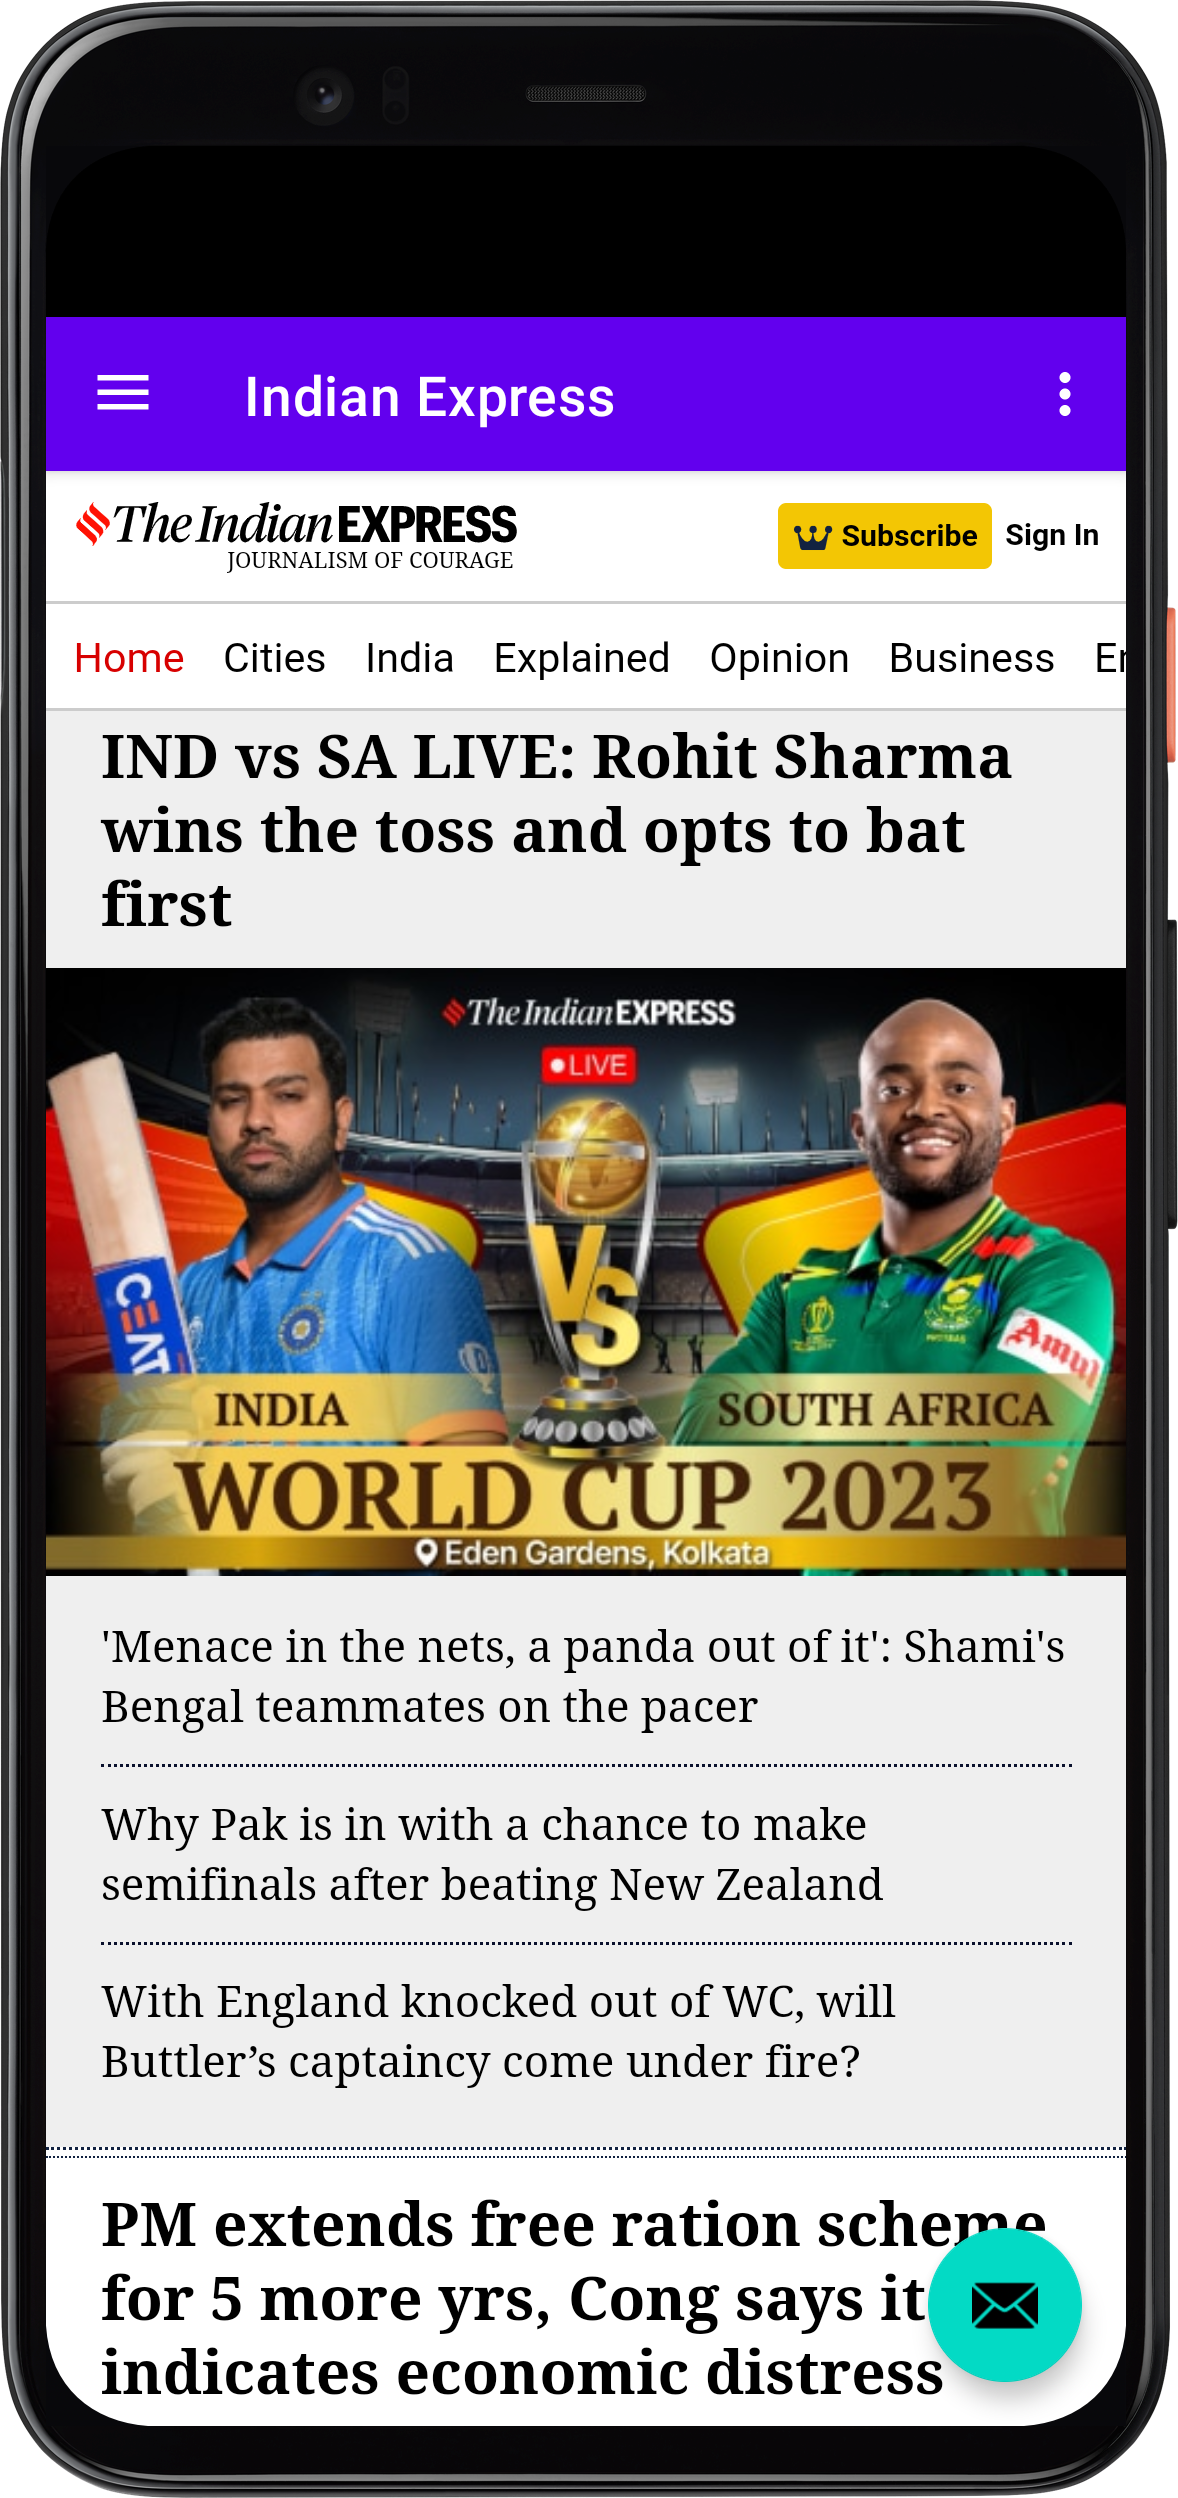 Indian Express
The Indian EXPRESS
JOURNALISM OF COURAGE
Subscribe
Sign In
Home Cities India Explained Opinion Business En
IND vs SA LIVE: Rohit Sharma
wins the toss and opts to bat
first
The Indian EXPRESS
LIVE
CEAT
VS
Amul
INDIA
SOUTH AFRICA
WORLD CUP 2023
Eden Gardens, Kolkata
'Menace in the nets, a panda out of it': Shami's
Bengal teammates on the pacer
Why Pak is in with a chance to make
semifinals after beating New Zealand
With England knocked out of WC, will
Buttler’s captaincy come under fire?
PM extends free ration scheme
for 5 more yrs, Cong says it
indicates economic distress